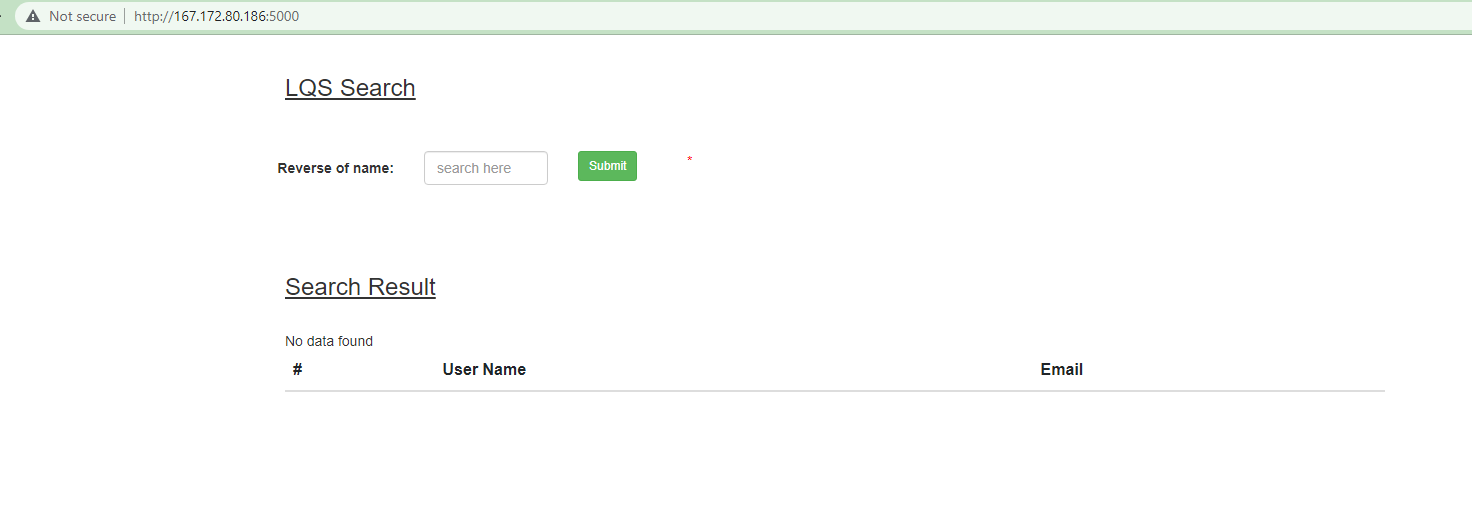 Not secure | http://167.172.80.186:5000
LQS Search
Reverse of name: search here Submit *
Search Result
No data found
# User Name Email